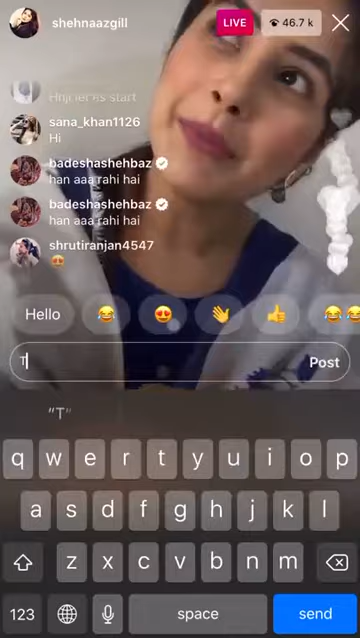 shehnaazgill
LIVE
46.7 k
start
sana_khan1126
Hi
badeshashehbaz
han aaa rahi hai
badeshashehbaz
han aaa rahi hai
shrutiranjan4547
Hello
T
Post
"T"
q w e r t y u i o p
a s d f g h j k l
z x c v b n m
123
space
send